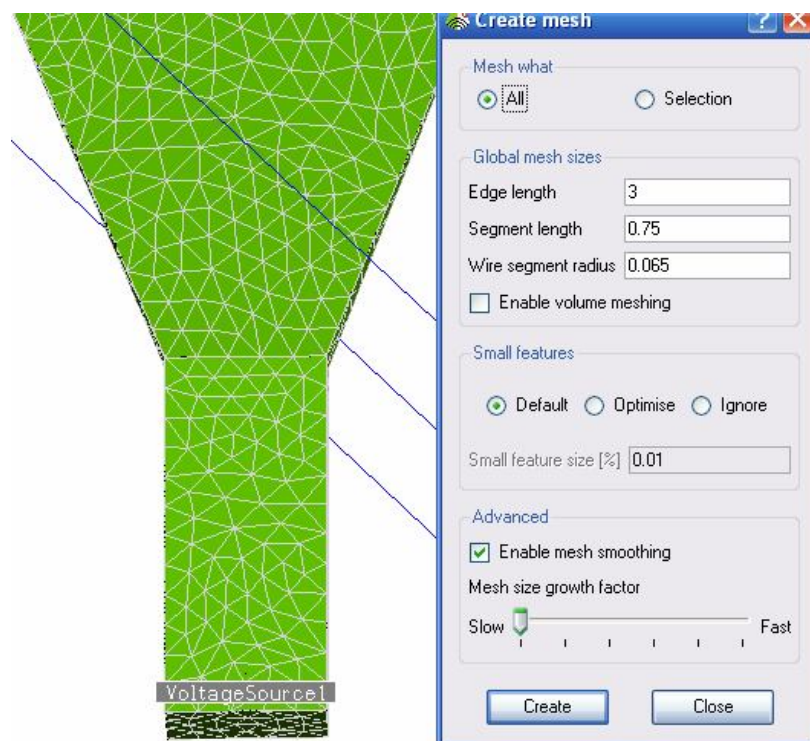 Create mesh
Mesh what
All
Selection
Global mesh sizes
Edge length 3
Segment length 0.75
Wire segment radius 0.065
Enable volume meshing
Small features
Default Optimise Ignore
Small feature size [%] 0.01
Advanced
Enable mesh smoothing
Mesh size growth factor
Slow Fast
Create Close
VoltageSource1